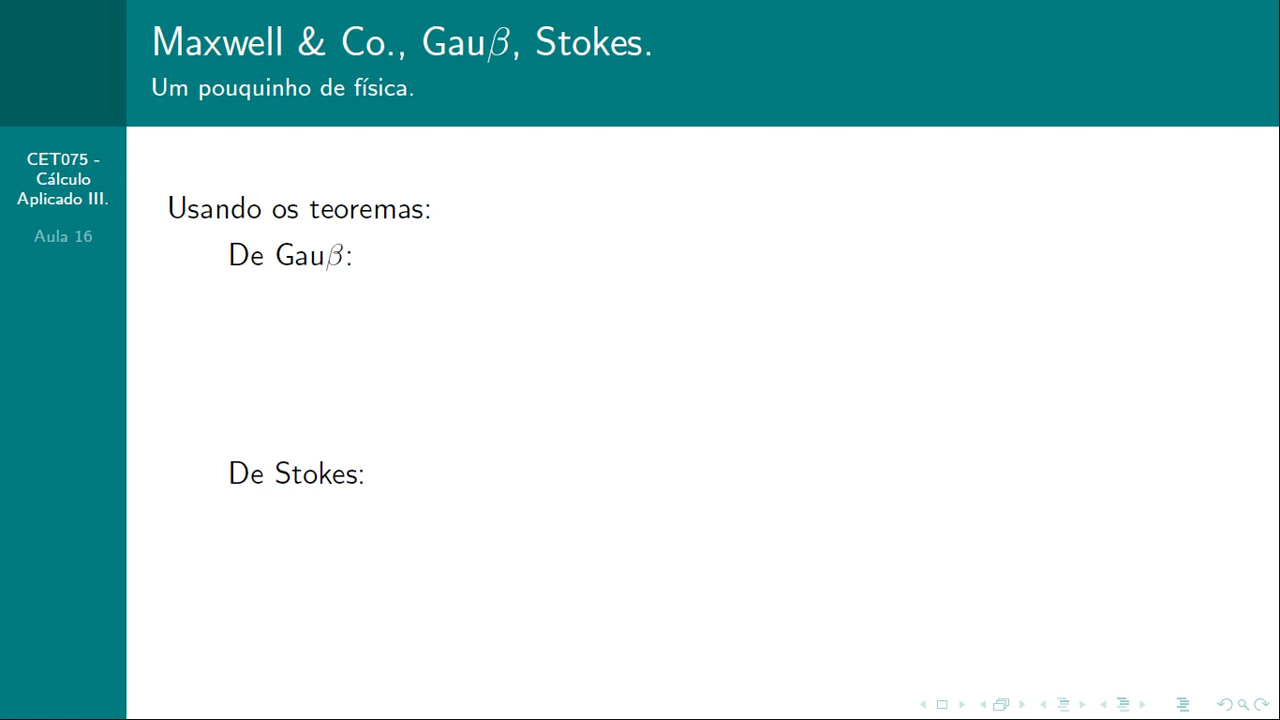 Maxwell & Co., Gauβ, Stokes.
Um pouquinho de física.
CET075 -
Cálculo
Aplicado III.
Aula 16
Usando os teoremas:
De Gauβ:
De Stokes: